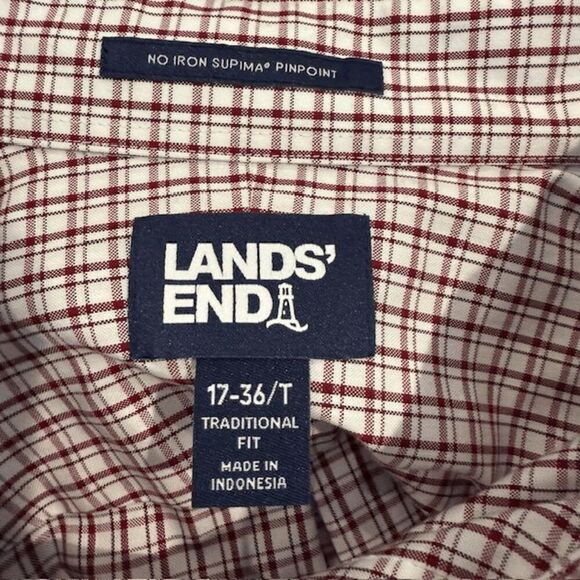 NO IRON SUPIMA® PINPOINT
LANDS'
END
17-36/T
TRADITIONAL
FIT
MADE IN
INDONESIA